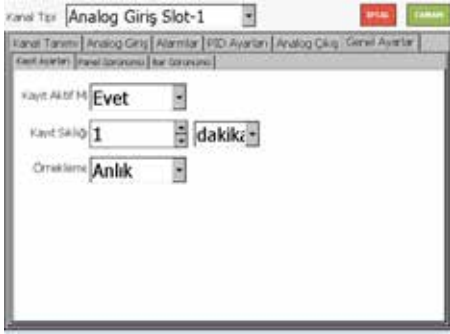 Kanal Tipi Analog Giriş Slot-1 İPTAL TAMAM
Kanal Tanımı Analog Giriş Alarmlar PID Ayarları Analog Çıkış Genel Ayarlar
Kayıt Ayarları Panel Görünümü Bar Görünümü
Kayıt Aktif Mi Evet
Kayıt Sıklığı 1 dakika
Örnekleme Anlık